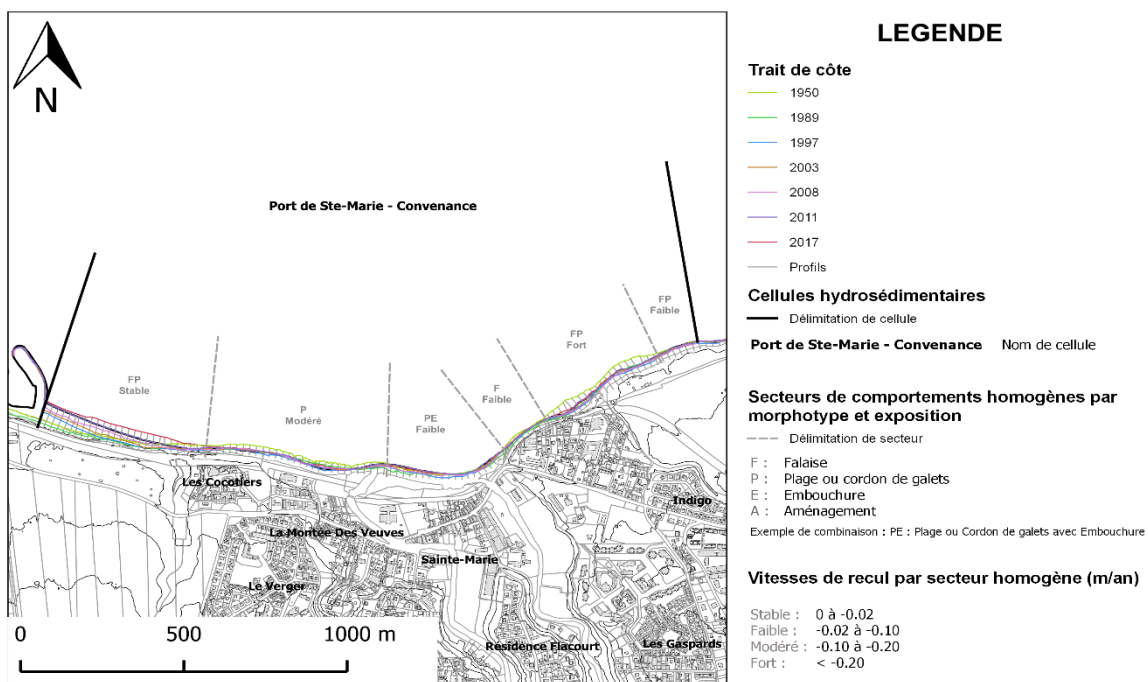 N
Port de Ste-Marie - Convenance
FP
Stable
P
Modéré
PE
Faible
F
Faible
FP
Fort
FP
Faible
Les Cocotiers
La Montée Des Veuves
Le Verger
Sainte-Marie
Indigo
Résidence Flacourt
Les Gaspards
0 500 1000 m
LEGENDE
Trait de côte
1950
1989
1997
2003
2008
2011
2017
Profils
Cellules hydrosédimentaires
Délimitation de cellule
Port de Ste-Marie - Convenance Nom de cellule
Secteurs de comportements homogènes par
morphotype et exposition
Délimitation de secteur
F : Falaise
P : Plage ou cordon de galets
E : Embouchure
A : Aménagement
Exemple de combinaison : PE : Plage ou Cordon de galets avec Embouchure
Vitesses de recul par secteur homogène (m/an)
Stable : 0 à -0.02
Faible : -0.02 à -0.10
Modéré : -0.10 à -0.20
Fort : < -0.20